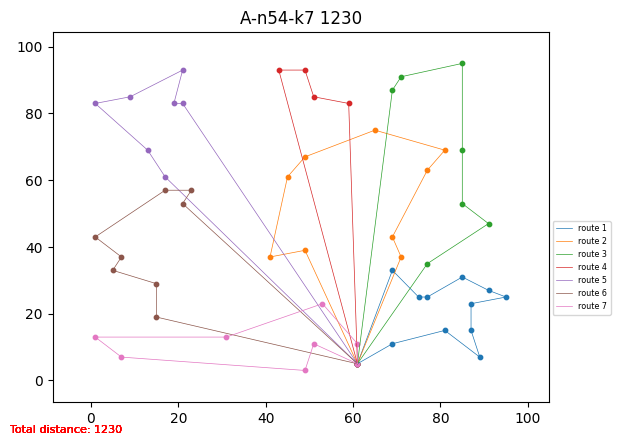 A-n54-k7 1230
100
80
60
40
20
0
0 20 40 60 80 100
route 1
route 2
route 3
route 4
route 5
route 6
route 7
Total distance: 1230